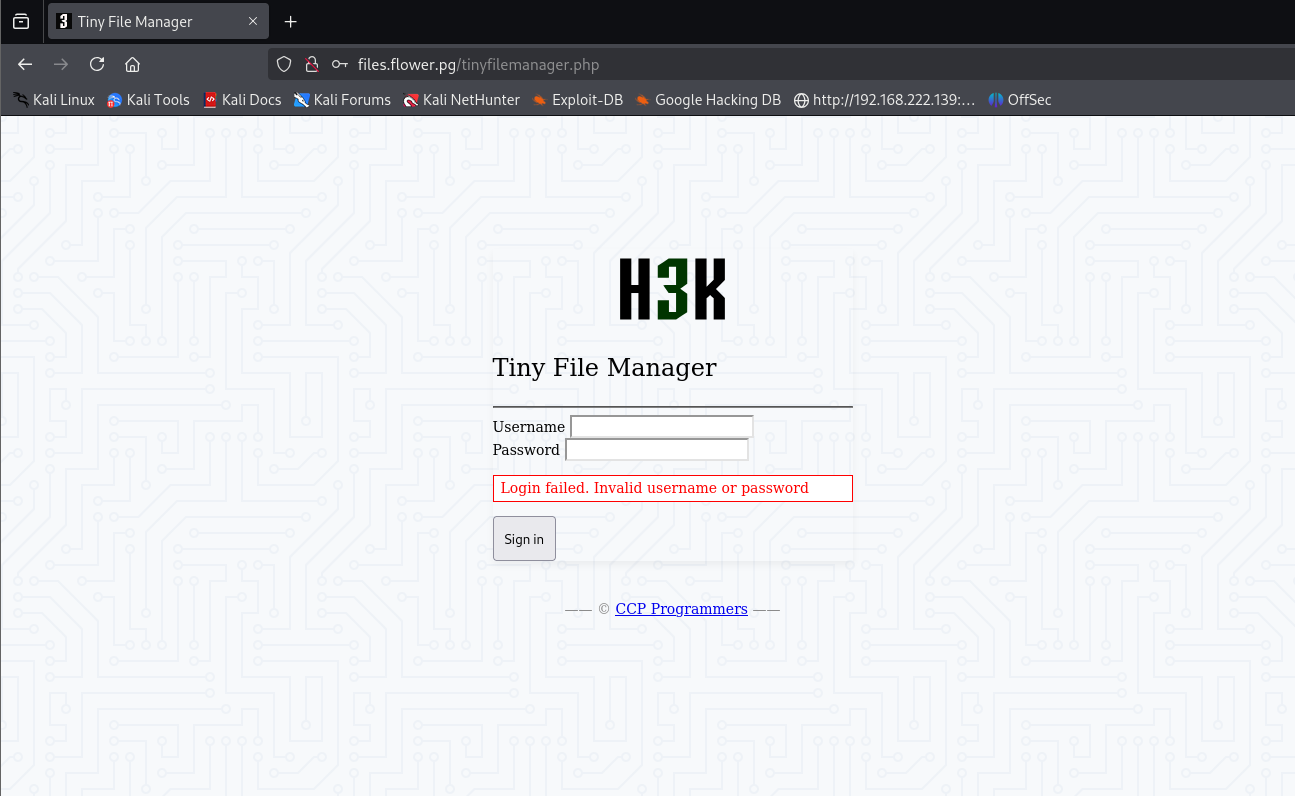 3 Tiny File Manager
files.flower.pg/tinyfilemanager.php
Kali Linux Kali Tools Kali Docs Kali Forums Kali NetHunter Exploit-DB Google Hacking DB http://192.168.222.139:... OffSec
H3K
Tiny File Manager
Username
Password
Login failed. Invalid username or password
Sign in
—— © CCP Programmers ——